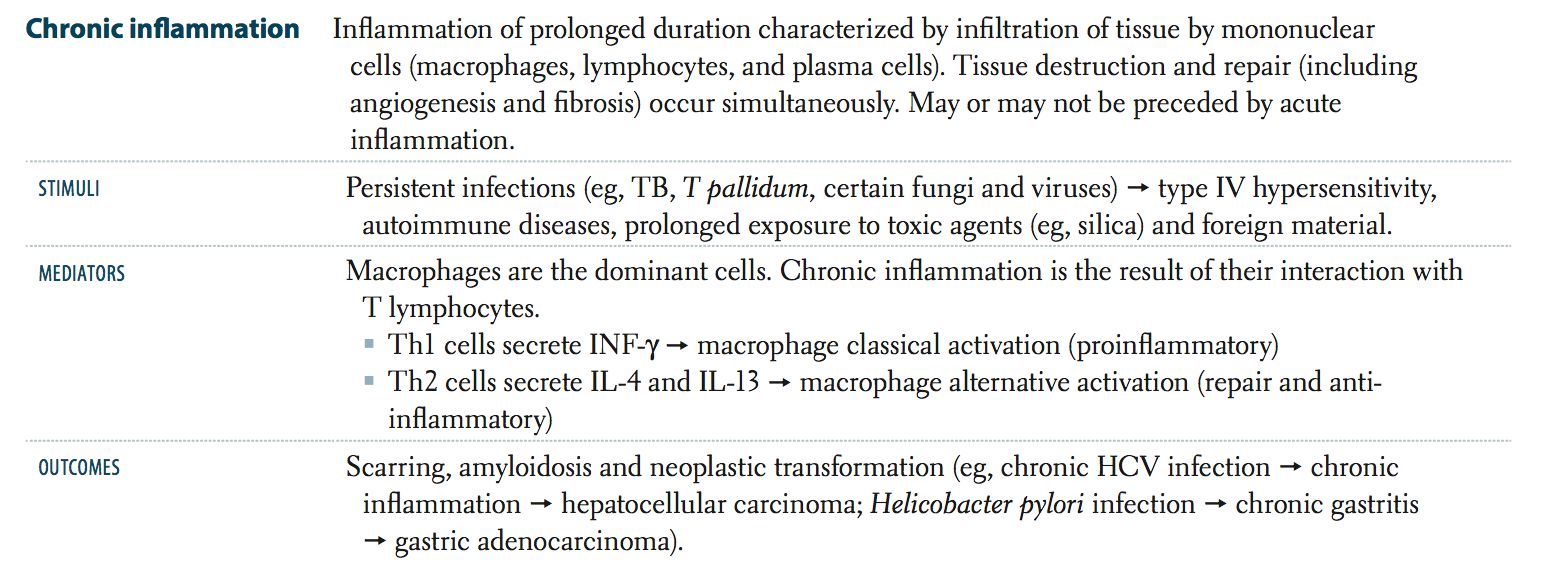 Chronic inflammation Inflammation of prolonged duration characterized by infiltration of tissue by mononuclear
cells (macrophages, lymphocytes, and plasma cells). Tissue destruction and repair (including
angiogenesis and fibrosis) occur simultaneously. May or may not be preceded by acute
inflammation.
STIMULI Persistent infections (eg, TB, T pallidum, certain fungi and viruses) → type IV hypersensitivity,
autoimmune diseases, prolonged exposure to toxic agents (eg, silica) and foreign material.
MEDIATORS Macrophages are the dominant cells. Chronic inflammation is the result of their interaction with
T lymphocytes.
▪ Th1 cells secrete INF-γ → macrophage classical activation (proinflammatory)
▪ Th2 cells secrete IL-4 and IL-13 → macrophage alternative activation (repair and anti-
inflammatory)
OUTCOMES Scarring, amyloidosis and neoplastic transformation (eg, chronic HCV infection → chronic
inflammation → hepatocellular carcinoma; Helicobacter pylori infection → chronic gastritis
→ gastric adenocarcinoma).